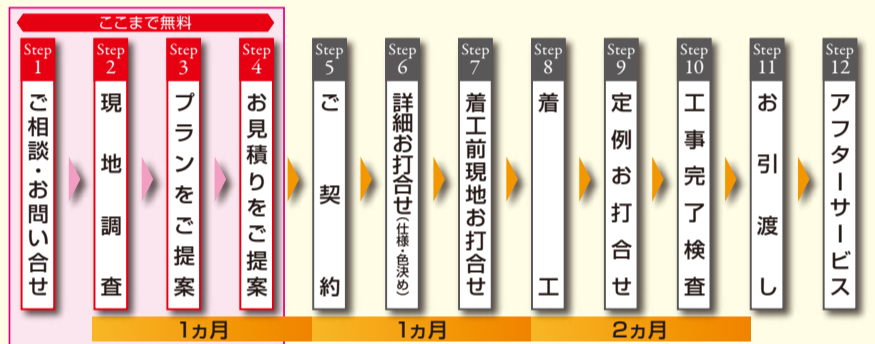 ここまで無料
Step
1
ご相談・お問い合せ
Step
2
現地調査
Step
3
プランをご提案
Step
4
お見積りをご提案
Step
5
ご契約
Step
6
詳細お打合せ(仕様・色決め)
Step
7
着工前現地お打合せ
Step
8
着工
Step
9
定例お打合せ
Step
10
工事完了検査
Step
11
お引渡し
Step
12
アフターサービス
1ヵ月
1ヵ月
2ヵ月